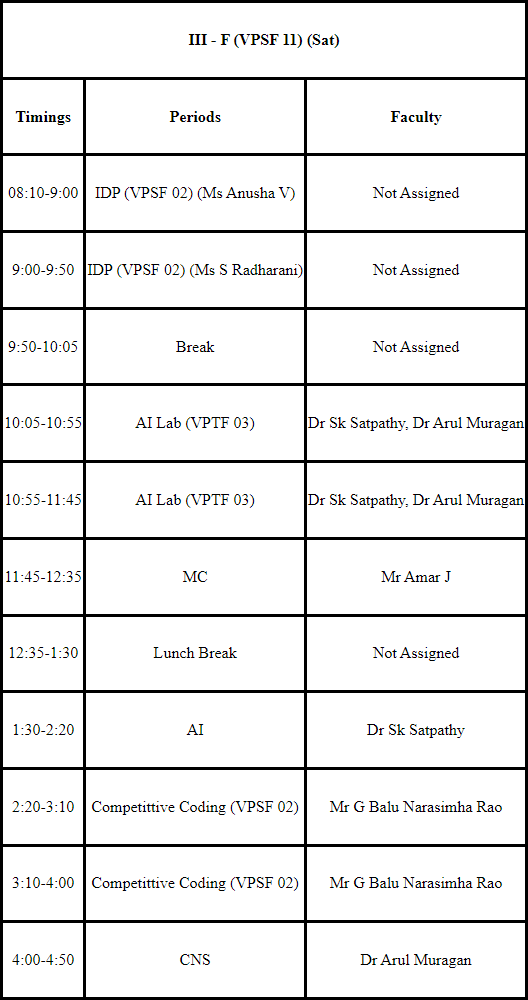 III - F (VPSF 11) (Sat)
Timings Periods Faculty
08:10-9:00 IDP (VPSF 02) (Ms Anusha V) Not Assigned
9:00-9:50 IDP (VPSF 02) (Ms S Radharani) Not Assigned
9:50-10:05 Break Not Assigned
10:05-10:55 AI Lab (VPTF 03) Dr Sk Satpathy, Dr Arul Muragan
10:55-11:45 AI Lab (VPTF 03) Dr Sk Satpathy, Dr Arul Muragan
11:45-12:35 MC Mr Amar J
12:35-1:30 Lunch Break Not Assigned
1:30-2:20 AI Dr Sk Satpathy
2:20-3:10 Competittive Coding (VPSF 02) Mr G Balu Narasimha Rao
3:10-4:00 Competittive Coding (VPSF 02) Mr G Balu Narasimha Rao
4:00-4:50 CNS Dr Arul Muragan